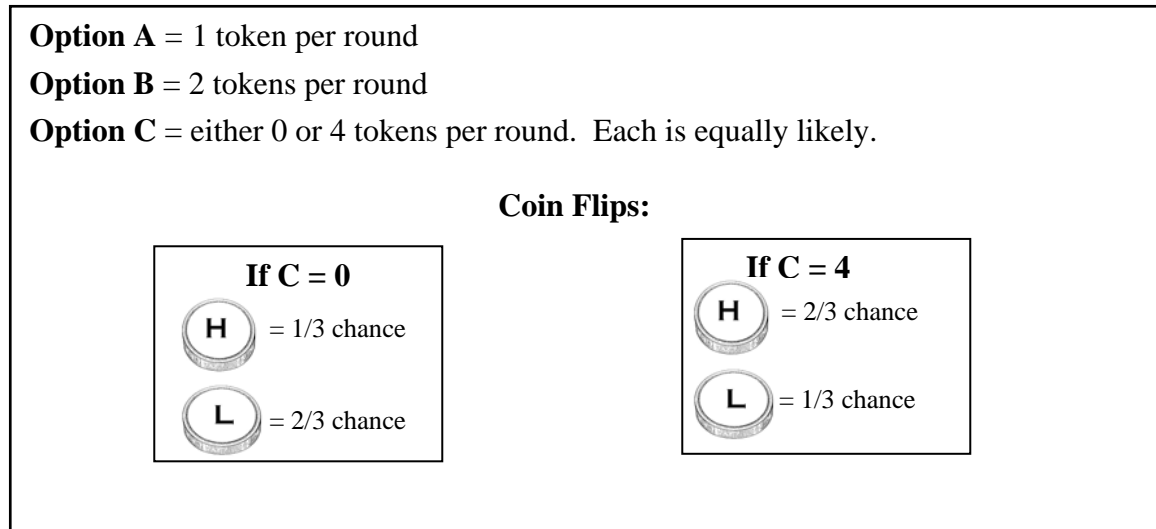 Option A = 1 token per round
Option B = 2 tokens per round
Option C = either 0 or 4 tokens per round.  Each is equally likely.
Coin Flips:
If C = 0
H = 1/3 chance
L = 2/3 chance
If C = 4
H = 2/3 chance
L = 1/3 chance